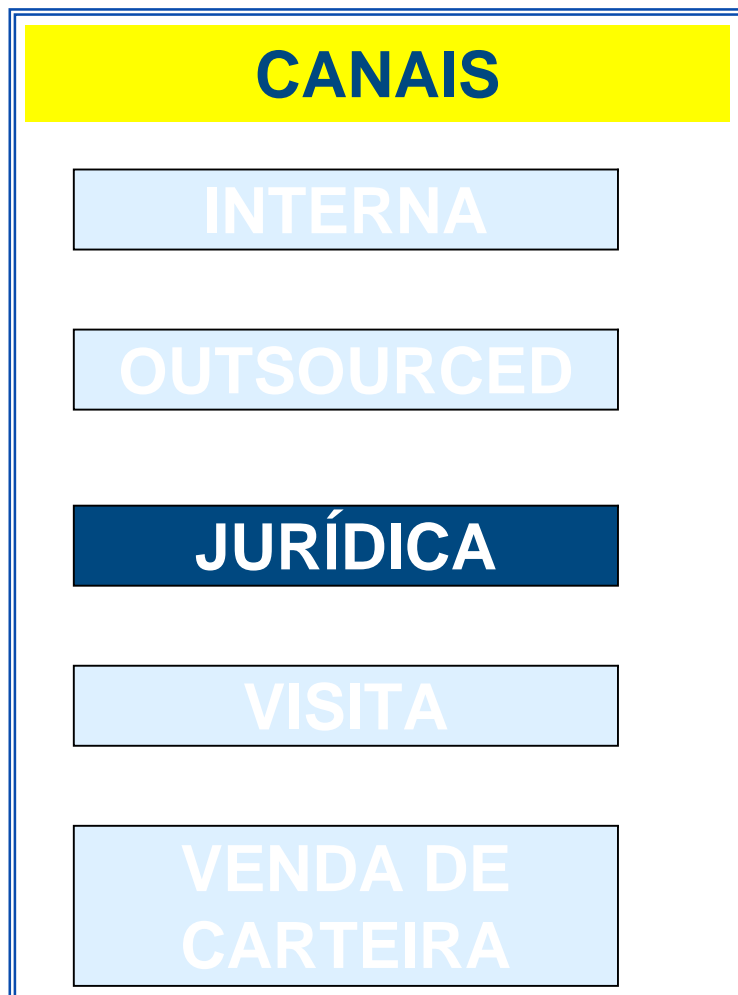 CANAIS
INTERNA
OUTSOURCED
JURÍDICA
VISITA
VENDA DE
CARTEIRA